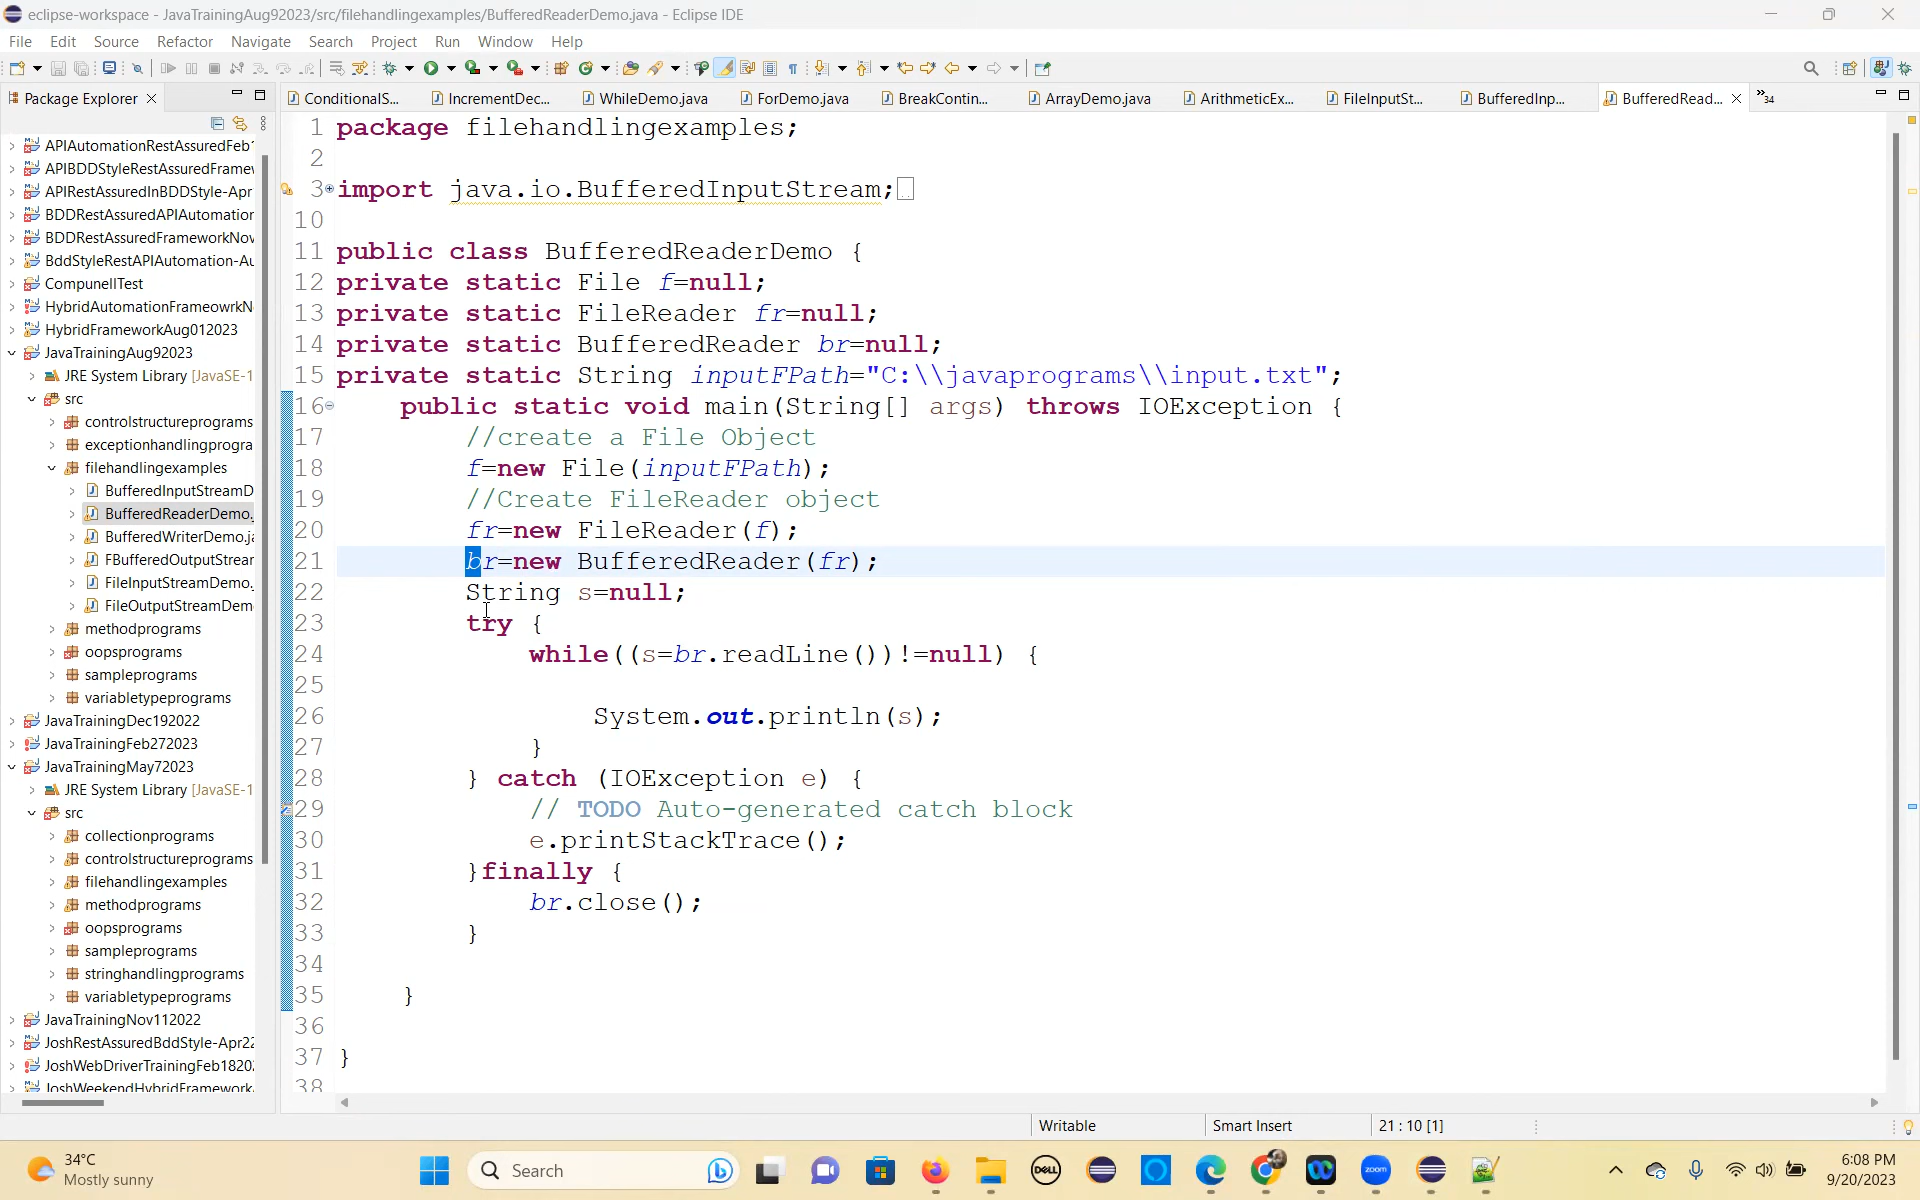 eclipse-workspace - JavaTrainingAug92023/src/filehandlingexamples/BufferedReaderDemo.java - Eclipse IDE
File Edit Source Refactor Navigate Search Project Run Window Help
Package Explorer
ConditionalS... IncrementDec... WhileDemo.java ForDemo.java BreakContin... ArrayDemo.java ArithmeticEx... FileInputSt... BufferedInp... BufferedRead... 34
APIAutomationRestAssuredFeb
APIBDDStyleRestAssuredFrame
APIRestAssuredInBDDStyle-Apr
BDDRestAssuredAPIAutomation
BDDRestAssuredFrameworkNov
BddStyleRestAPIAutomation-Au
CompunellTest
HybridAutomationFrameowrkN
HybridFrameworkAug012023
JavaTrainingAug92023
JRE System Library [JavaSE-1
src
controlstructureprograms
exceptionhandlingprogra
filehandlingexamples
BufferedInputStreamD
BufferedReaderDemo.
BufferedWriterDemo.ja
FBufferedOutputStrear
FileInputStreamDemo.
FileOutputStreamDem
methodprograms
oopsprograms
sampleprograms
variabletypeprograms
JavaTrainingDec192022
JavaTrainingFeb272023
JavaTrainingMay72023
JRE System Library [JavaSE-1
src
collectionprograms
controlstructureprograms
filehandlingexamples
methodprograms
oopsprograms
sampleprograms
stringhandlingprograms
variabletypeprograms
JavaTrainingNov112022
JoshRestAssuredBddStyle-Apr22
JoshWebDriverTrainingFeb1820
JoshWeekendHybridFramework
1 package filehandlingexamples;
2
3 import java.io.BufferedInputStream;
10
11 public class BufferedReaderDemo {
12 private static File f=null;
13 private static FileReader fr=null;
14 private static BufferedReader br=null;
15 private static String inputFPath="C:\\javaprograms\\input.txt";
16 public static void main(String[] args) throws IOException {
17 //create a File Object
18 f=new File(inputFPath);
19 //Create FileReader object
20 fr=new FileReader(f);
21 br=new BufferedReader(fr);
22 String s=null;
23 try {
24 while((s=br.readLine())!=null) {
25
26 System.out.println(s);
27 }
28 } catch (IOException e) {
29 // TODO Auto-generated catch block
30 e.printStackTrace();
31 }finally {
32 br.close();
33 }
34
35 }
36
37 }
38
Writable Smart Insert 21 : 10 [1]
34°C
Mostly sunny
Search
DELL
zoom
6:08 PM
9/20/2023